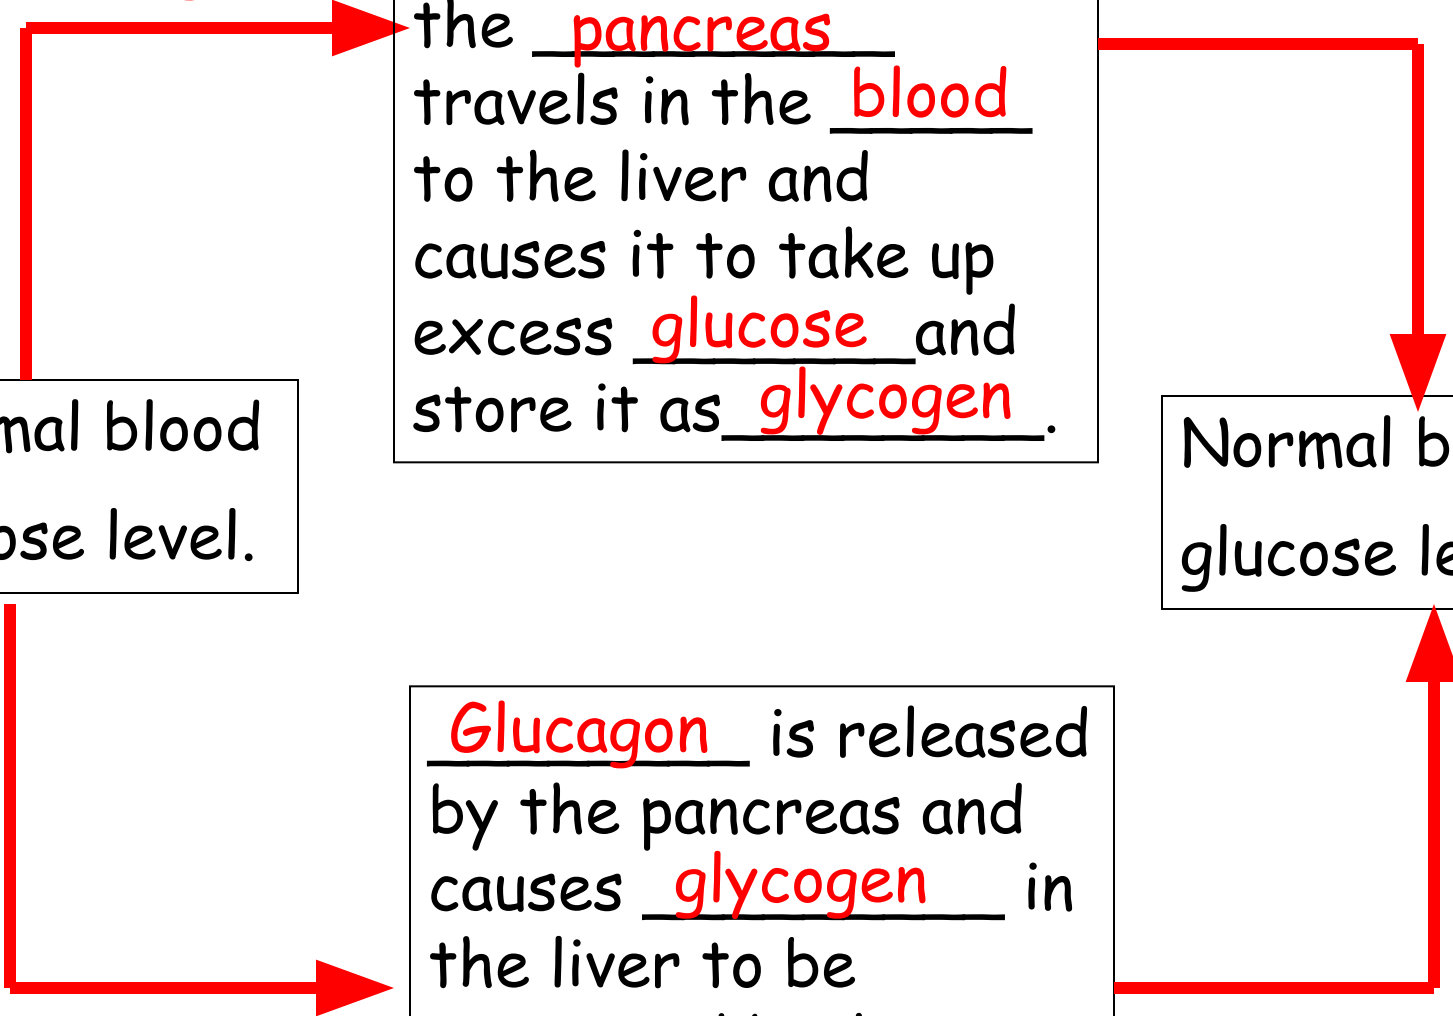 the pancreas
travels in the blood
to the liver and
causes it to take up
excess glucose and
store it as glycogen.
mal blood
ose level.
Normal b
glucose le
Glucagon is released
by the pancreas and
causes glycogen in
the liver to be